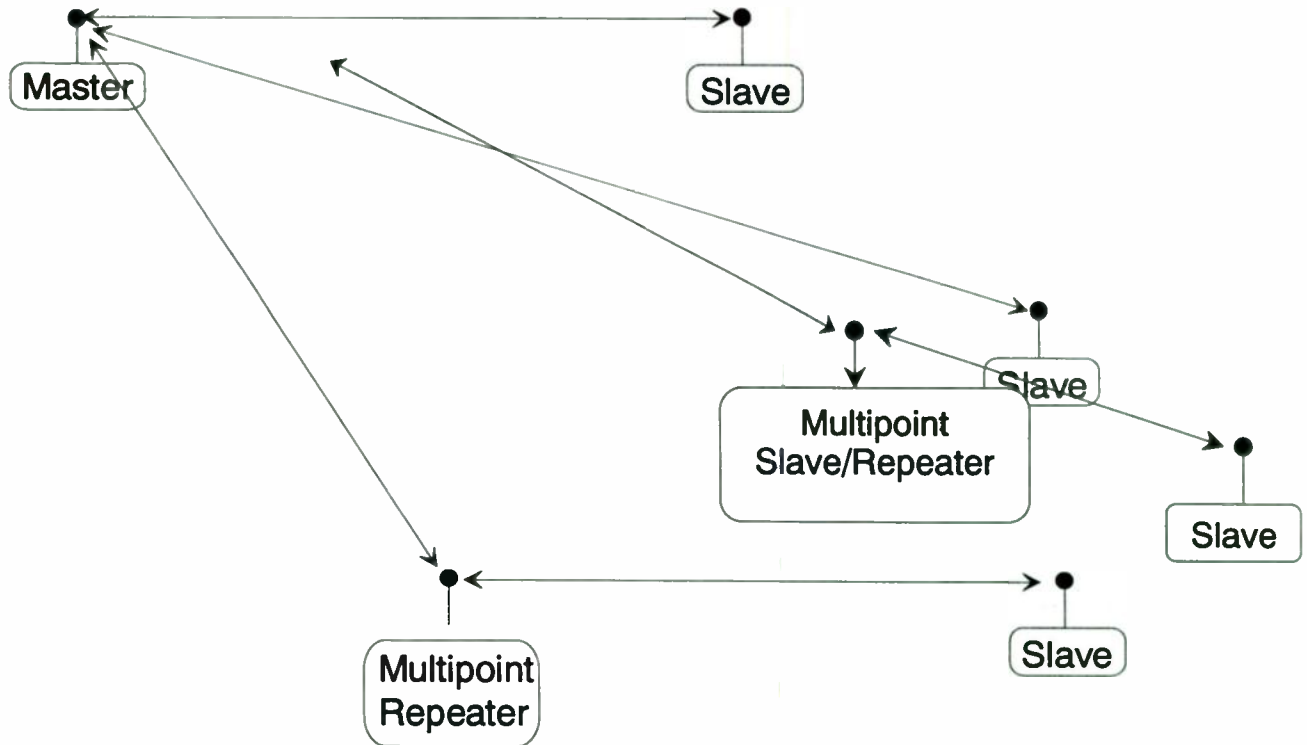 Master
Slave
Slave
Multipoint
Slave/Repeater
Slave
Multipoint
Repeater
Slave